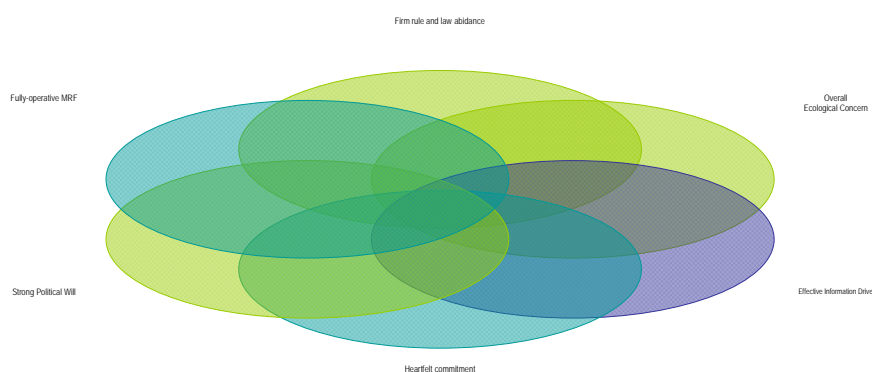 Firm rule and law abidance
Fully-operative MRF
Overall
Ecological Concern
Strong Political Will
Effective Information Drive
Heartfelt commitment